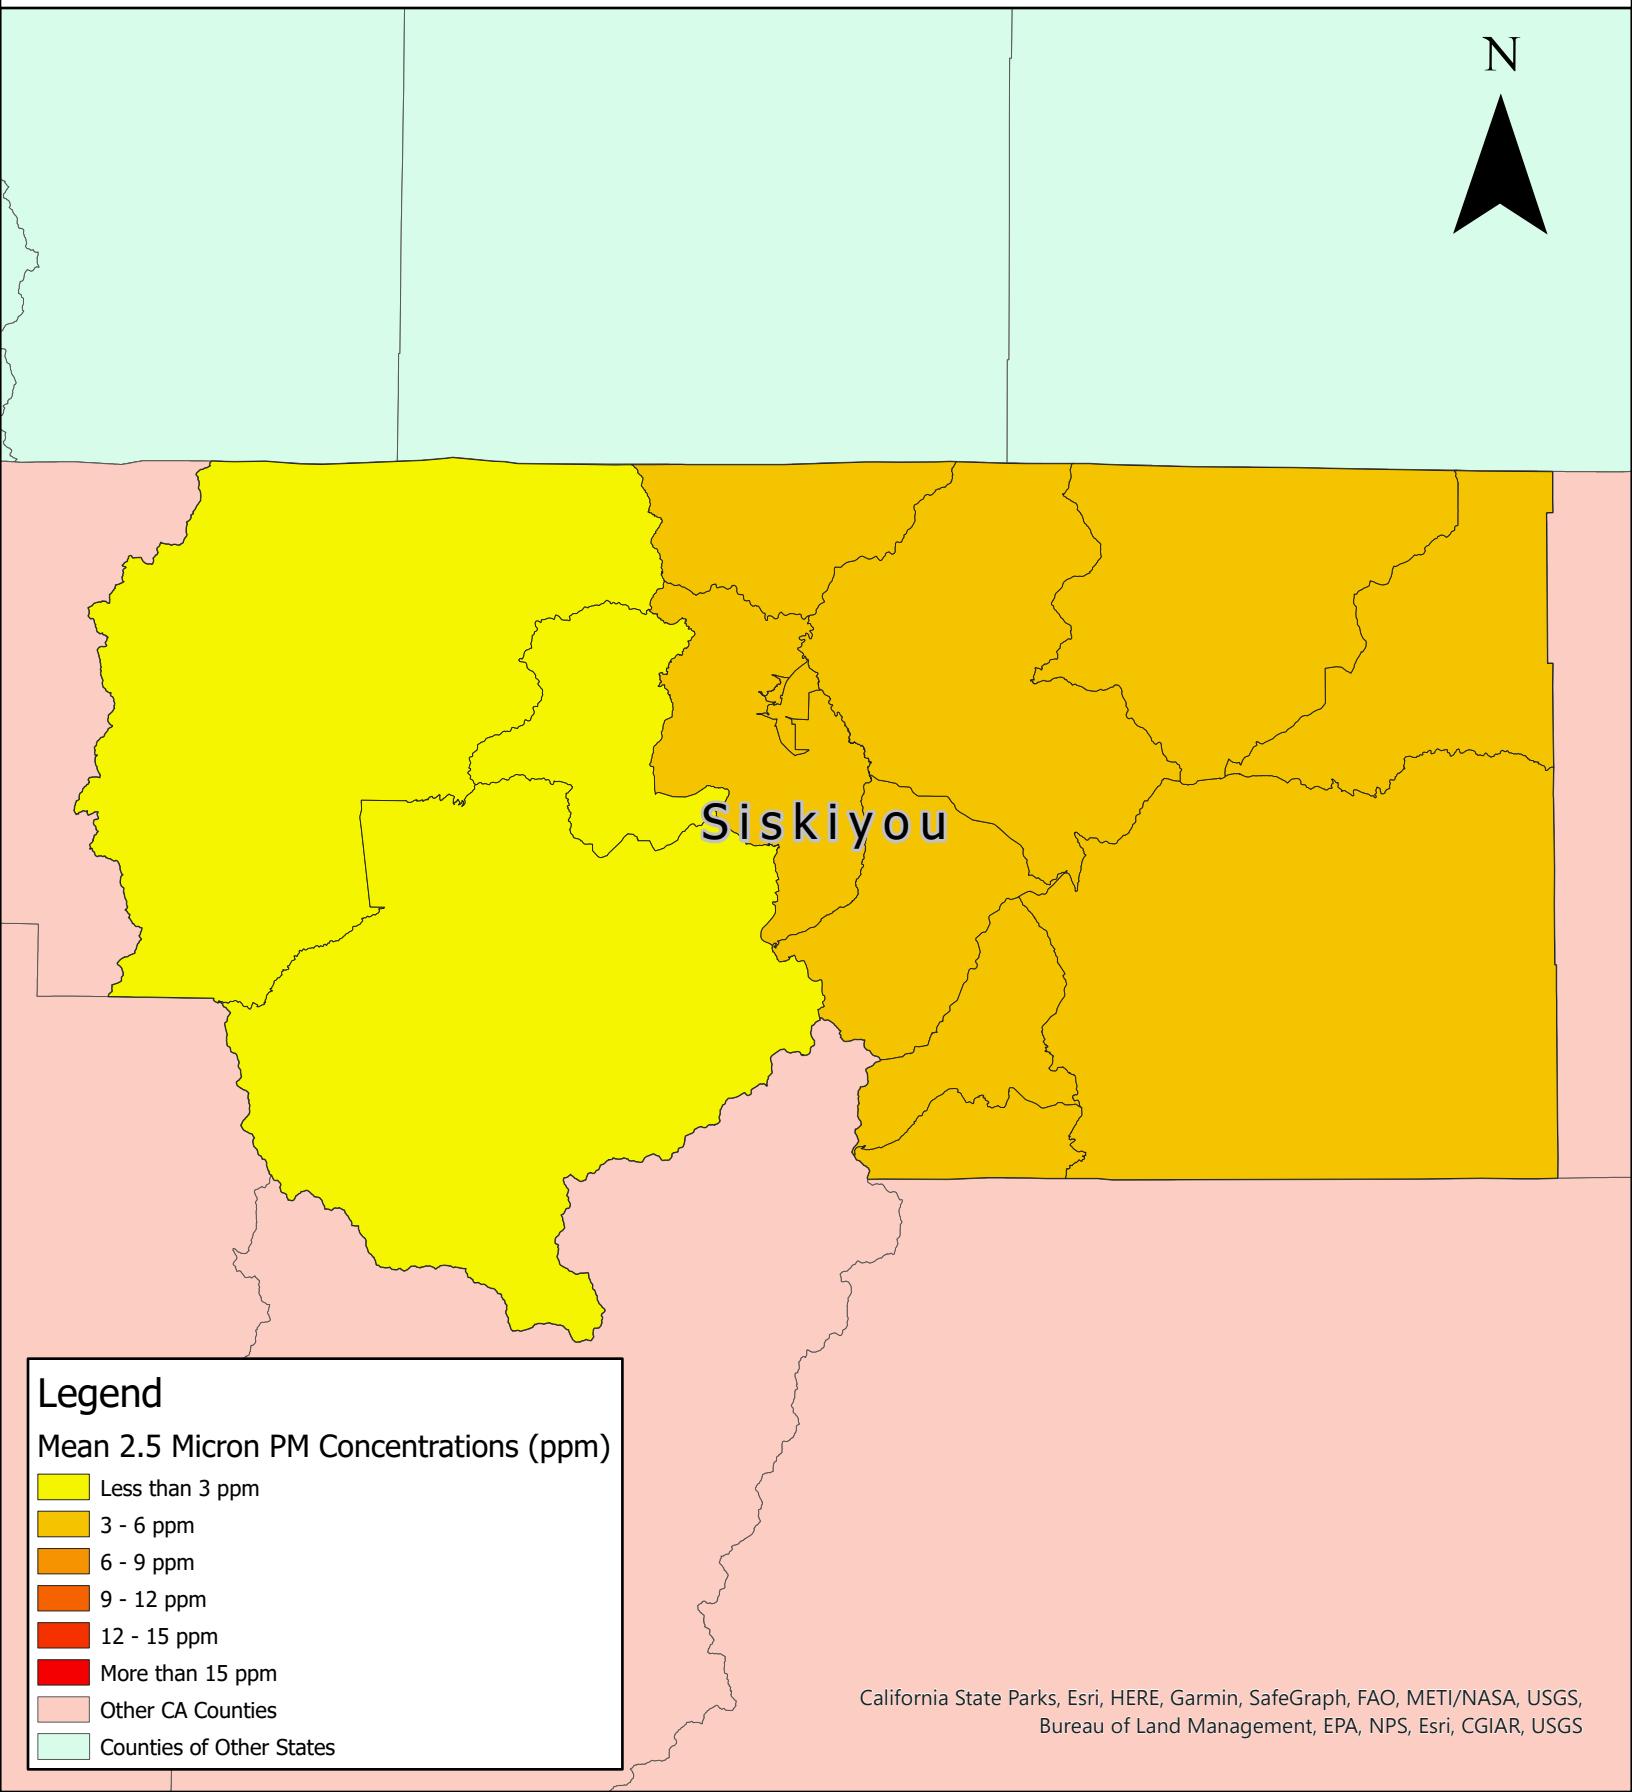 N
Siskiyou
Legend
Mean 2.5 Micron PM Concentrations (ppm)
Less than 3 ppm
3 - 6 ppm
6 - 9 ppm
9 - 12 ppm
12 - 15 ppm
More than 15 ppm
Other CA Counties
Counties of Other States
California State Parks, Esri, HERE, Garmin, SafeGraph, FAO, METI/NASA, USGS,
Bureau of Land Management, EPA, NPS, Esri, CGIAR, USGS